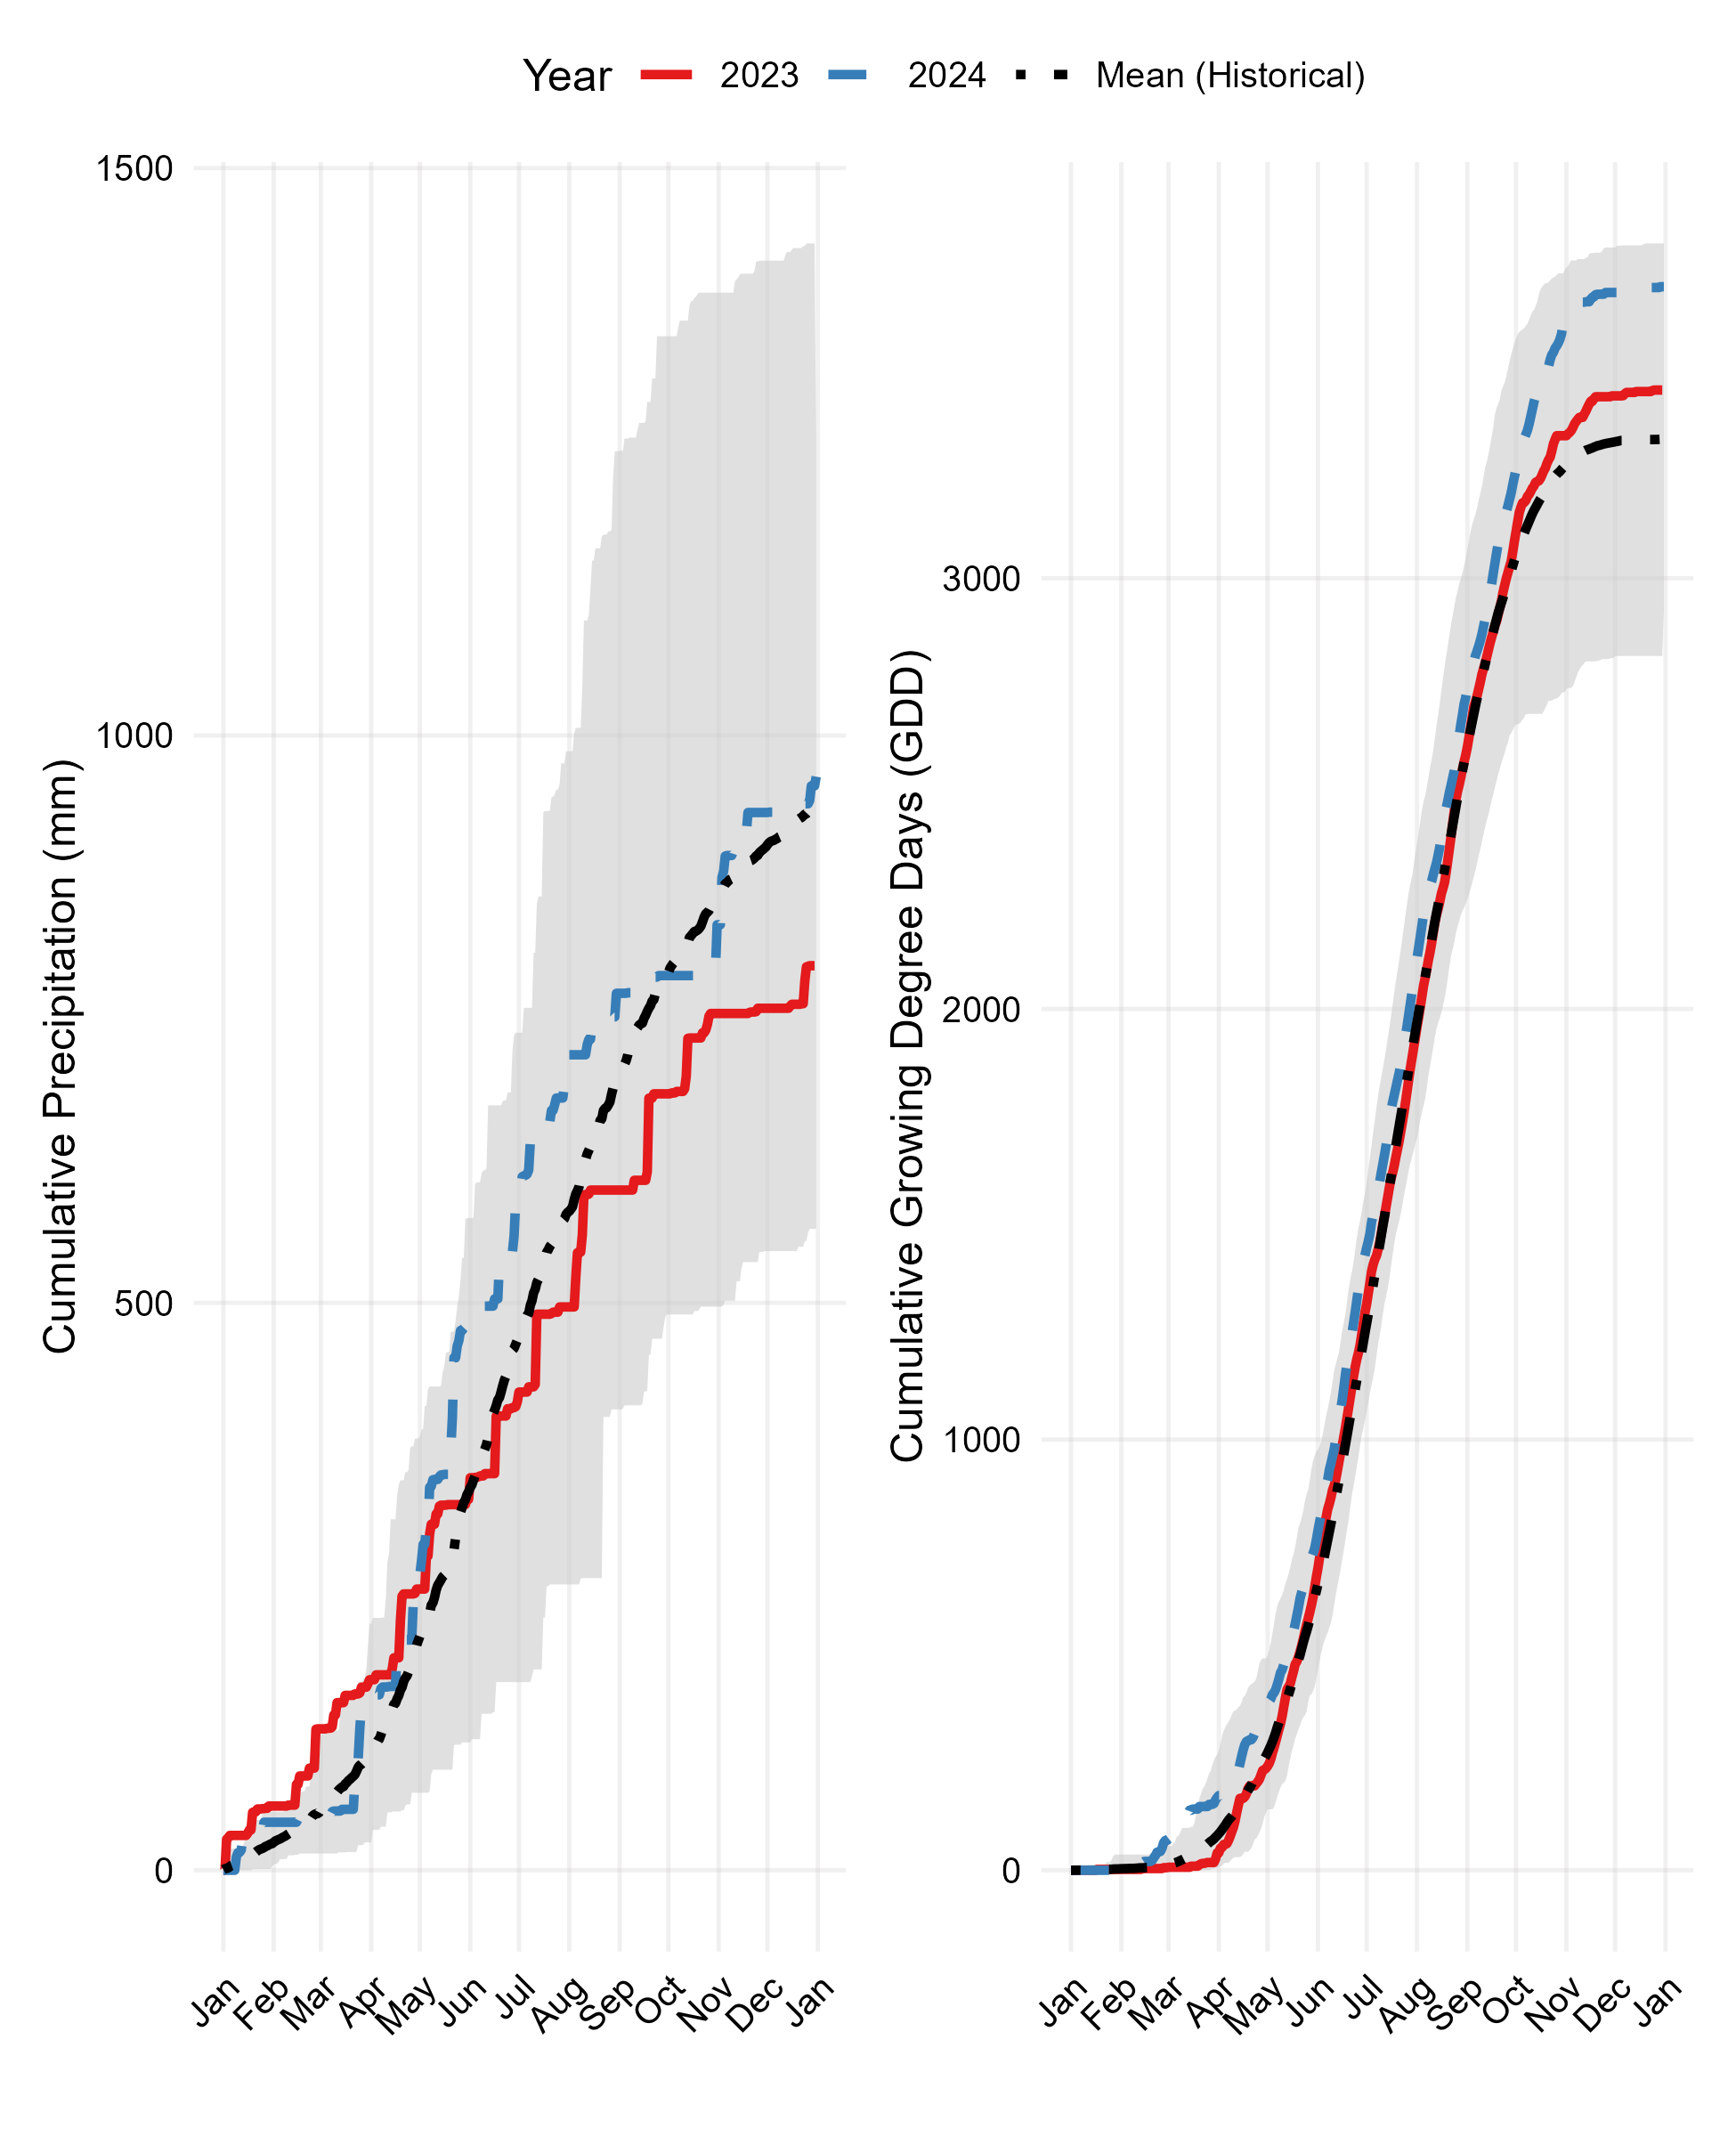 Year 2023 2024 Mean (Historical)
Cumulative Precipitation (mm)
1500
1000
500
0
Jan Feb Mar Apr May Jun Jul Aug Sep Oct Nov Dec Jan
Cumulative Growing Degree Days (GDD)
3000
2000
1000
0
Jan Feb Mar Apr May Jun Jul Aug Sep Oct Nov Dec Jan